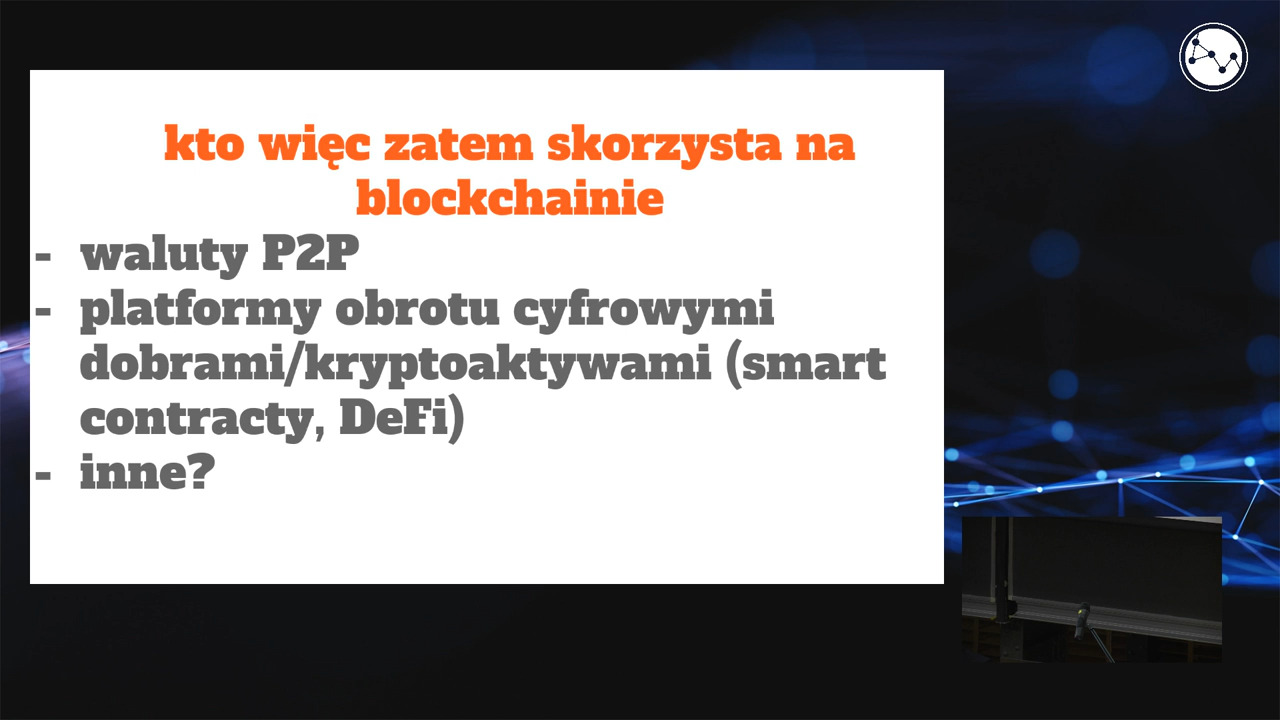 kto więc zatem skorzysta na
blockchainie
- waluty P2P
- platformy obrotu cyfrowymi
dobrami/kryptoaktywami (smart
contracty, DeFi)
- inne?